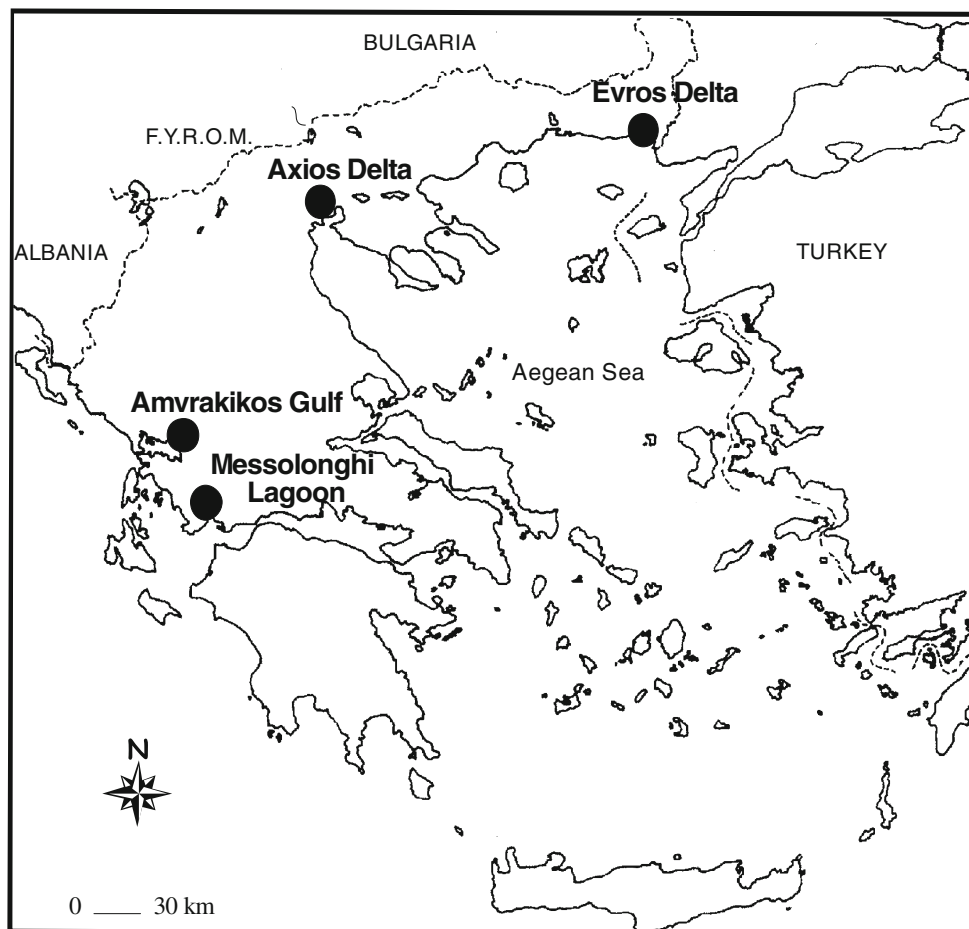 BULGARIA
Evros Delta
F.Y.R.O.M.
Axios Delta
ALBANIA
TURKEY
Aegean Sea
Amvrakikos Gulf
Messolonghi
Lagoon
N
0 30 km